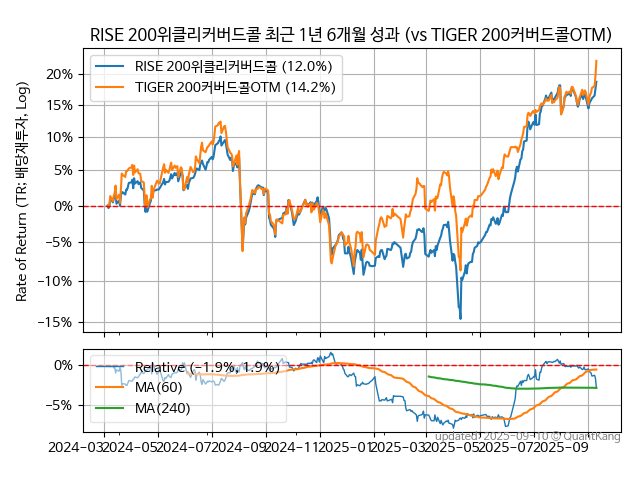 RISE 200위클리커버드콜 최근 1년 6개월 성과 (vs TIGER 200커버드콜OTM)
Rate of Return (TR: 배당재투자, Log)
RISE 200위클리커버드콜 (12.0%)
TIGER 200커버드콜OTM (14.2%)
20%
15%
10%
5%
0%
−5%
−10%
−15%
Relative (−1.9%, 1.9%)
MA(60)
MA(240)
0%
−5%
updated: 2025-09-10 © QuantKang
2024−03 2024−05 2024−07 2024−09 2024−11 2025−01 2025−03 2025−05 2025−07 2025−09